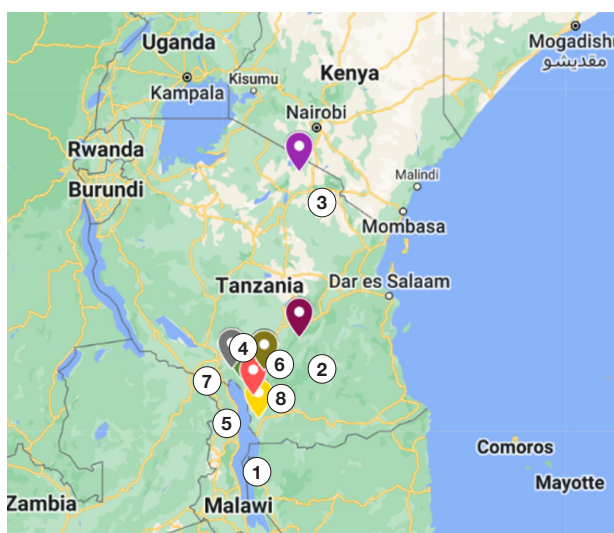 Mogadishu
مقديشو
Uganda
Kisumu
Kenya
Kampala
Nairobi
Rwanda
Burundi
Malindi
3
Mombasa
Tanzania
Dar es Salaam
4
6
2
7
8
5
Comoros
1
Mayotte
Zambia
Malawi